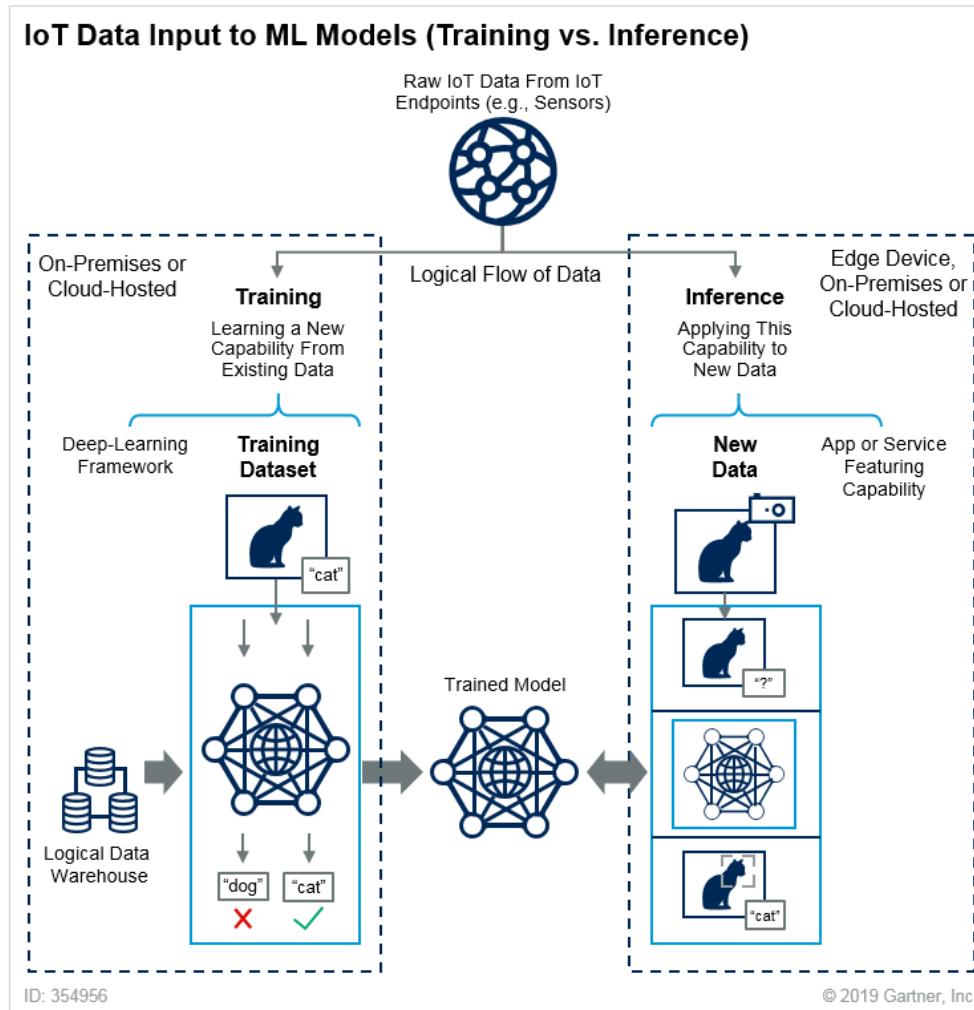 IoT Data Input to ML Models (Training vs. Inference)
Raw IoT Data From IoT
Endpoints (e.g., Sensors)
On-Premises or
Cloud-Hosted
Logical Flow of Data
Edge Device,
On-Premises or
Cloud-Hosted
Training
Learning a New
Capability From
Existing Data
Inference
Applying This
Capability to
New Data
Deep-Learning
Framework
Training
Dataset
New
Data
App or Service
Featuring
Capability
“cat”
“?”
Trained Model
Logical Data
Warehouse
“dog”
“cat”
“cat”
ID: 354956
© 2019 Gartner, Inc